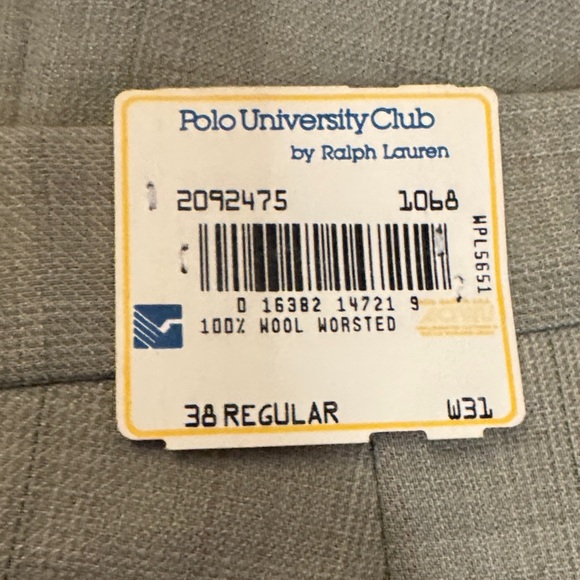 Polo University Club
by Ralph Lauren
2092475 1068
WPL5651
0 16382 14721 9
100% WOOL WORSTED
38 REGULAR W31